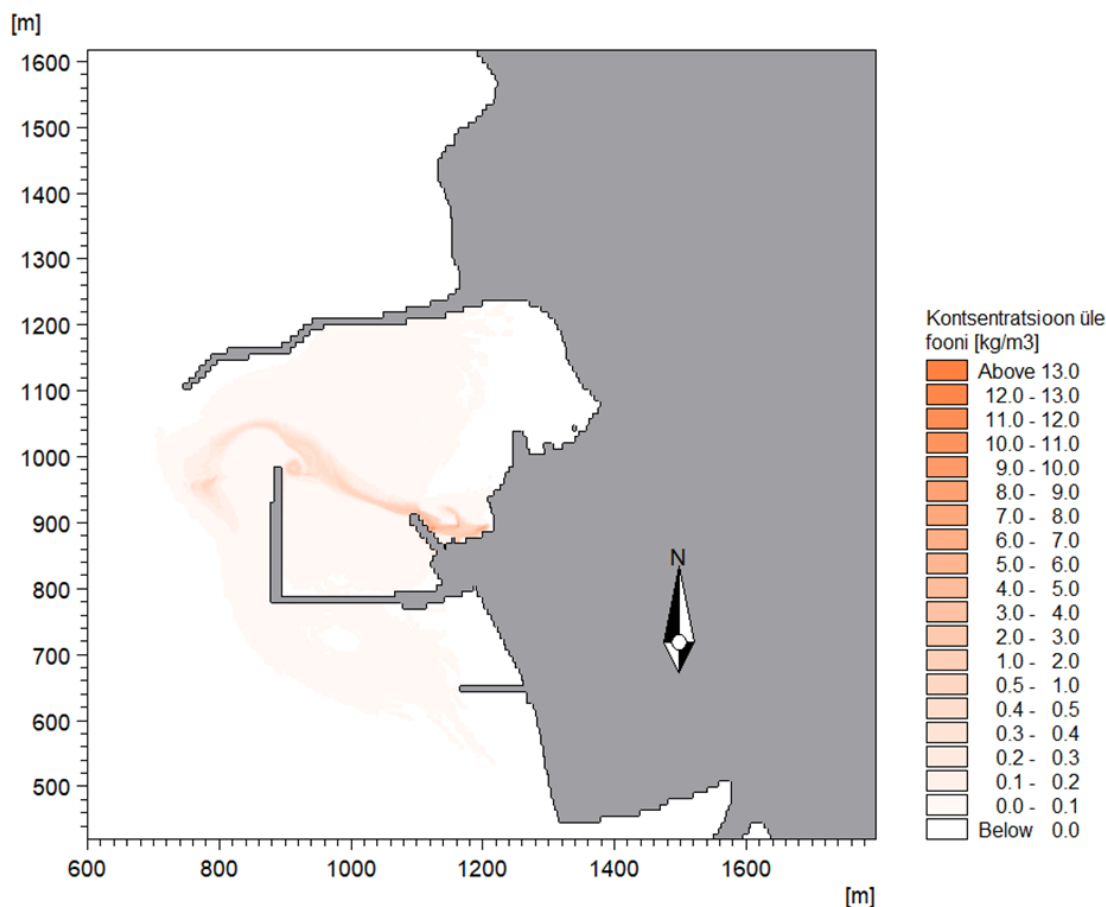 [m]
1600
1500
1400
1300
1200
1100
1000
900
800
700
600
500
600 800 1000 1200 1400 1600
[m]
N
Kontsentratsioon üle
fooni [kg/m3]
Above 13.0
12.0 - 13.0
11.0 - 12.0
10.0 - 11.0
9.0 - 10.0
8.0 - 9.0
7.0 - 8.0
6.0 - 7.0
5.0 - 6.0
4.0 - 5.0
3.0 - 4.0
2.0 - 3.0
1.0 - 2.0
0.5 - 1.0
0.4 - 0.5
0.3 - 0.4
0.2 - 0.3
0.1 - 0.2
0.0 - 0.1
Below 0.0